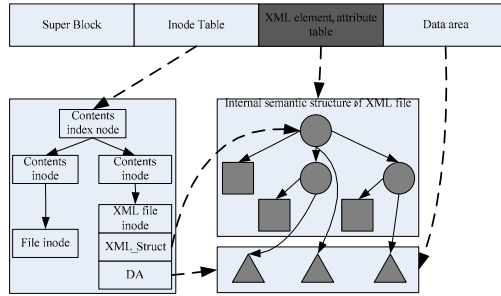 Super Block
Inode Table
XML element, attribute
table
Data area
Internal semantic structure of XML file
Contents
index node
Contents
inode
Contents
inode
XML file
inode
File inode
XML_Struct
DA